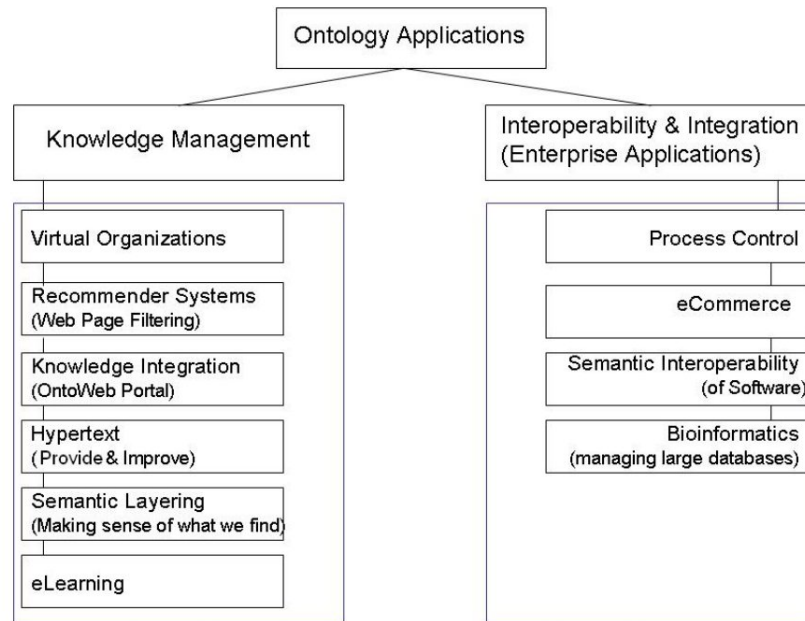 Ontology Applications
Knowledge Management
Interoperability & Integration
(Enterprise Applications)
Virtual Organizations
Recommender Systems
(Web Page Filtering)
Knowledge Integration
(OntoWeb Portal)
Hypertext
(Provide & Improve)
Semantic Layering
(Making sense of what we find)
eLearning
Process Control
eCommerce
Semantic Interoperability
(of Software)
Bioinformatics
(managing large databases)